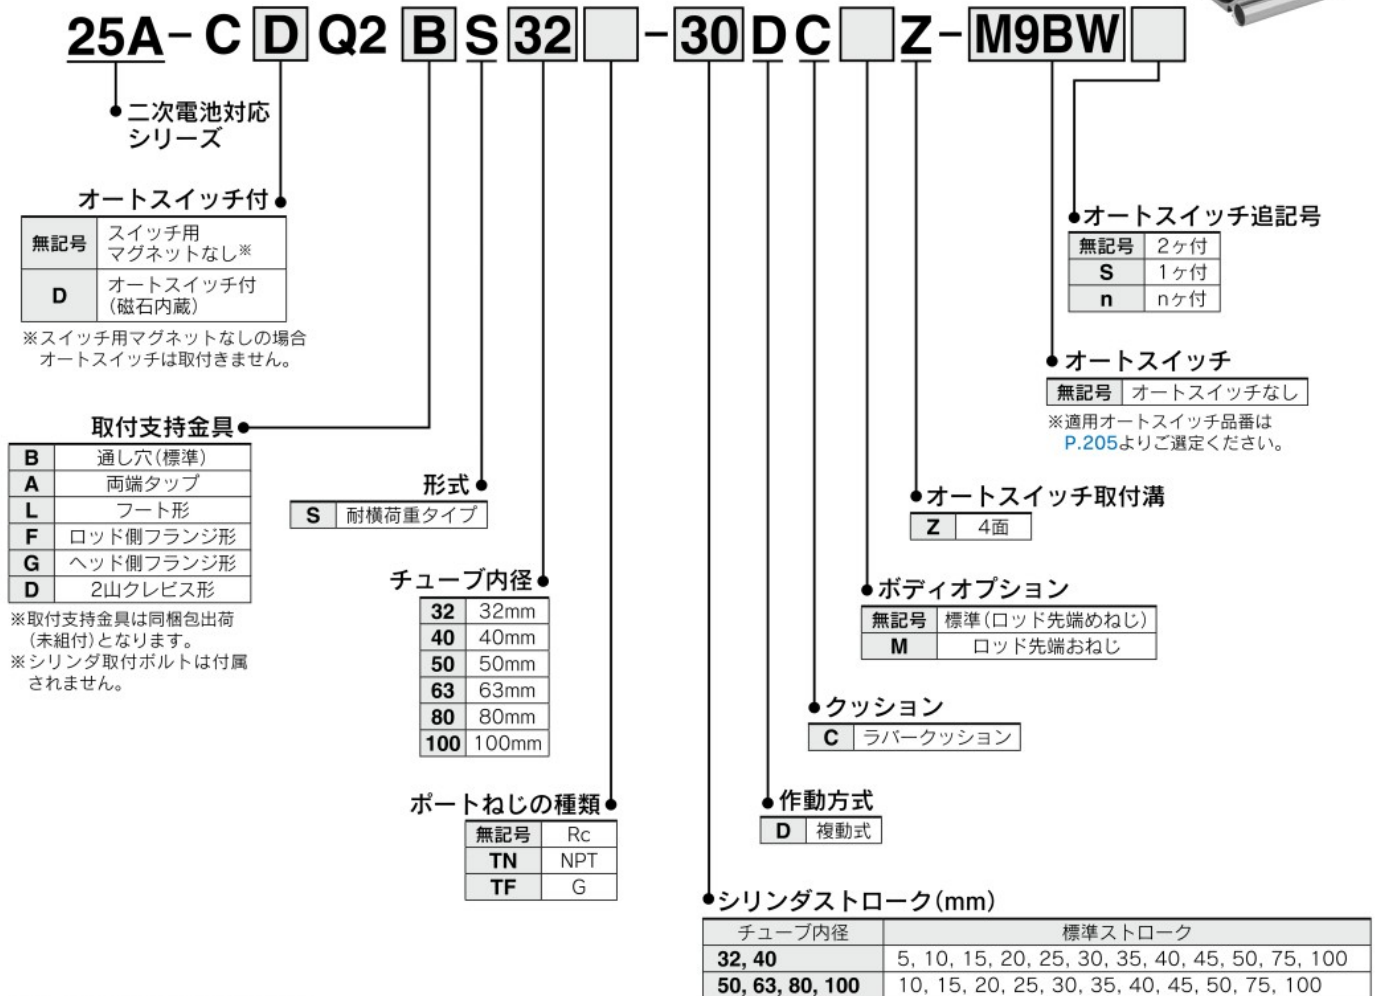 25A-CDQ2BS32□-30DC□Z-M9BW□
二次電池対応
シリーズ
オートスイッチ付
無記号 スイッチ用
マグネットなし※
D オートスイッチ付
(磁石内蔵)
※スイッチ用マグネットなしの場合
オートスイッチは取付きません。
取付支持金具
B 通し穴(標準)
A 両端タップ
L フート形
F ロッド側フランジ形
G ヘッド側フランジ形
D 2山クレビス形
※取付支持金具は同梱包出荷
(未組付)となります。
※シリンダ取付ボルトは付属
されません。
形式
S 耐横荷重タイプ
チューブ内径
32 32mm
40 40mm
50 50mm
63 63mm
80 80mm
100 100mm
ポートねじの種類
無記号 Rc
TN NPT
TF G
シリンダストローク(mm)
チューブ内径 標準ストローク
32, 40 5, 10, 15, 20, 25, 30, 35, 40, 45, 50, 75, 100
50, 63, 80, 100 10, 15, 20, 25, 30, 35, 40, 45, 50, 75, 100
作動方式
D 複動式
クッション
C ラバークッション
ボディオプション
無記号 標準(ロッド先端めねじ)
M ロッド先端おねじ
オートスイッチ取付溝
Z 4面
オートスイッチ
無記号 オートスイッチなし
※適用オートスイッチ品番は
P.205よりご選定ください。
オートスイッチ追記号
無記号 2ヶ付
S 1ヶ付
n nヶ付